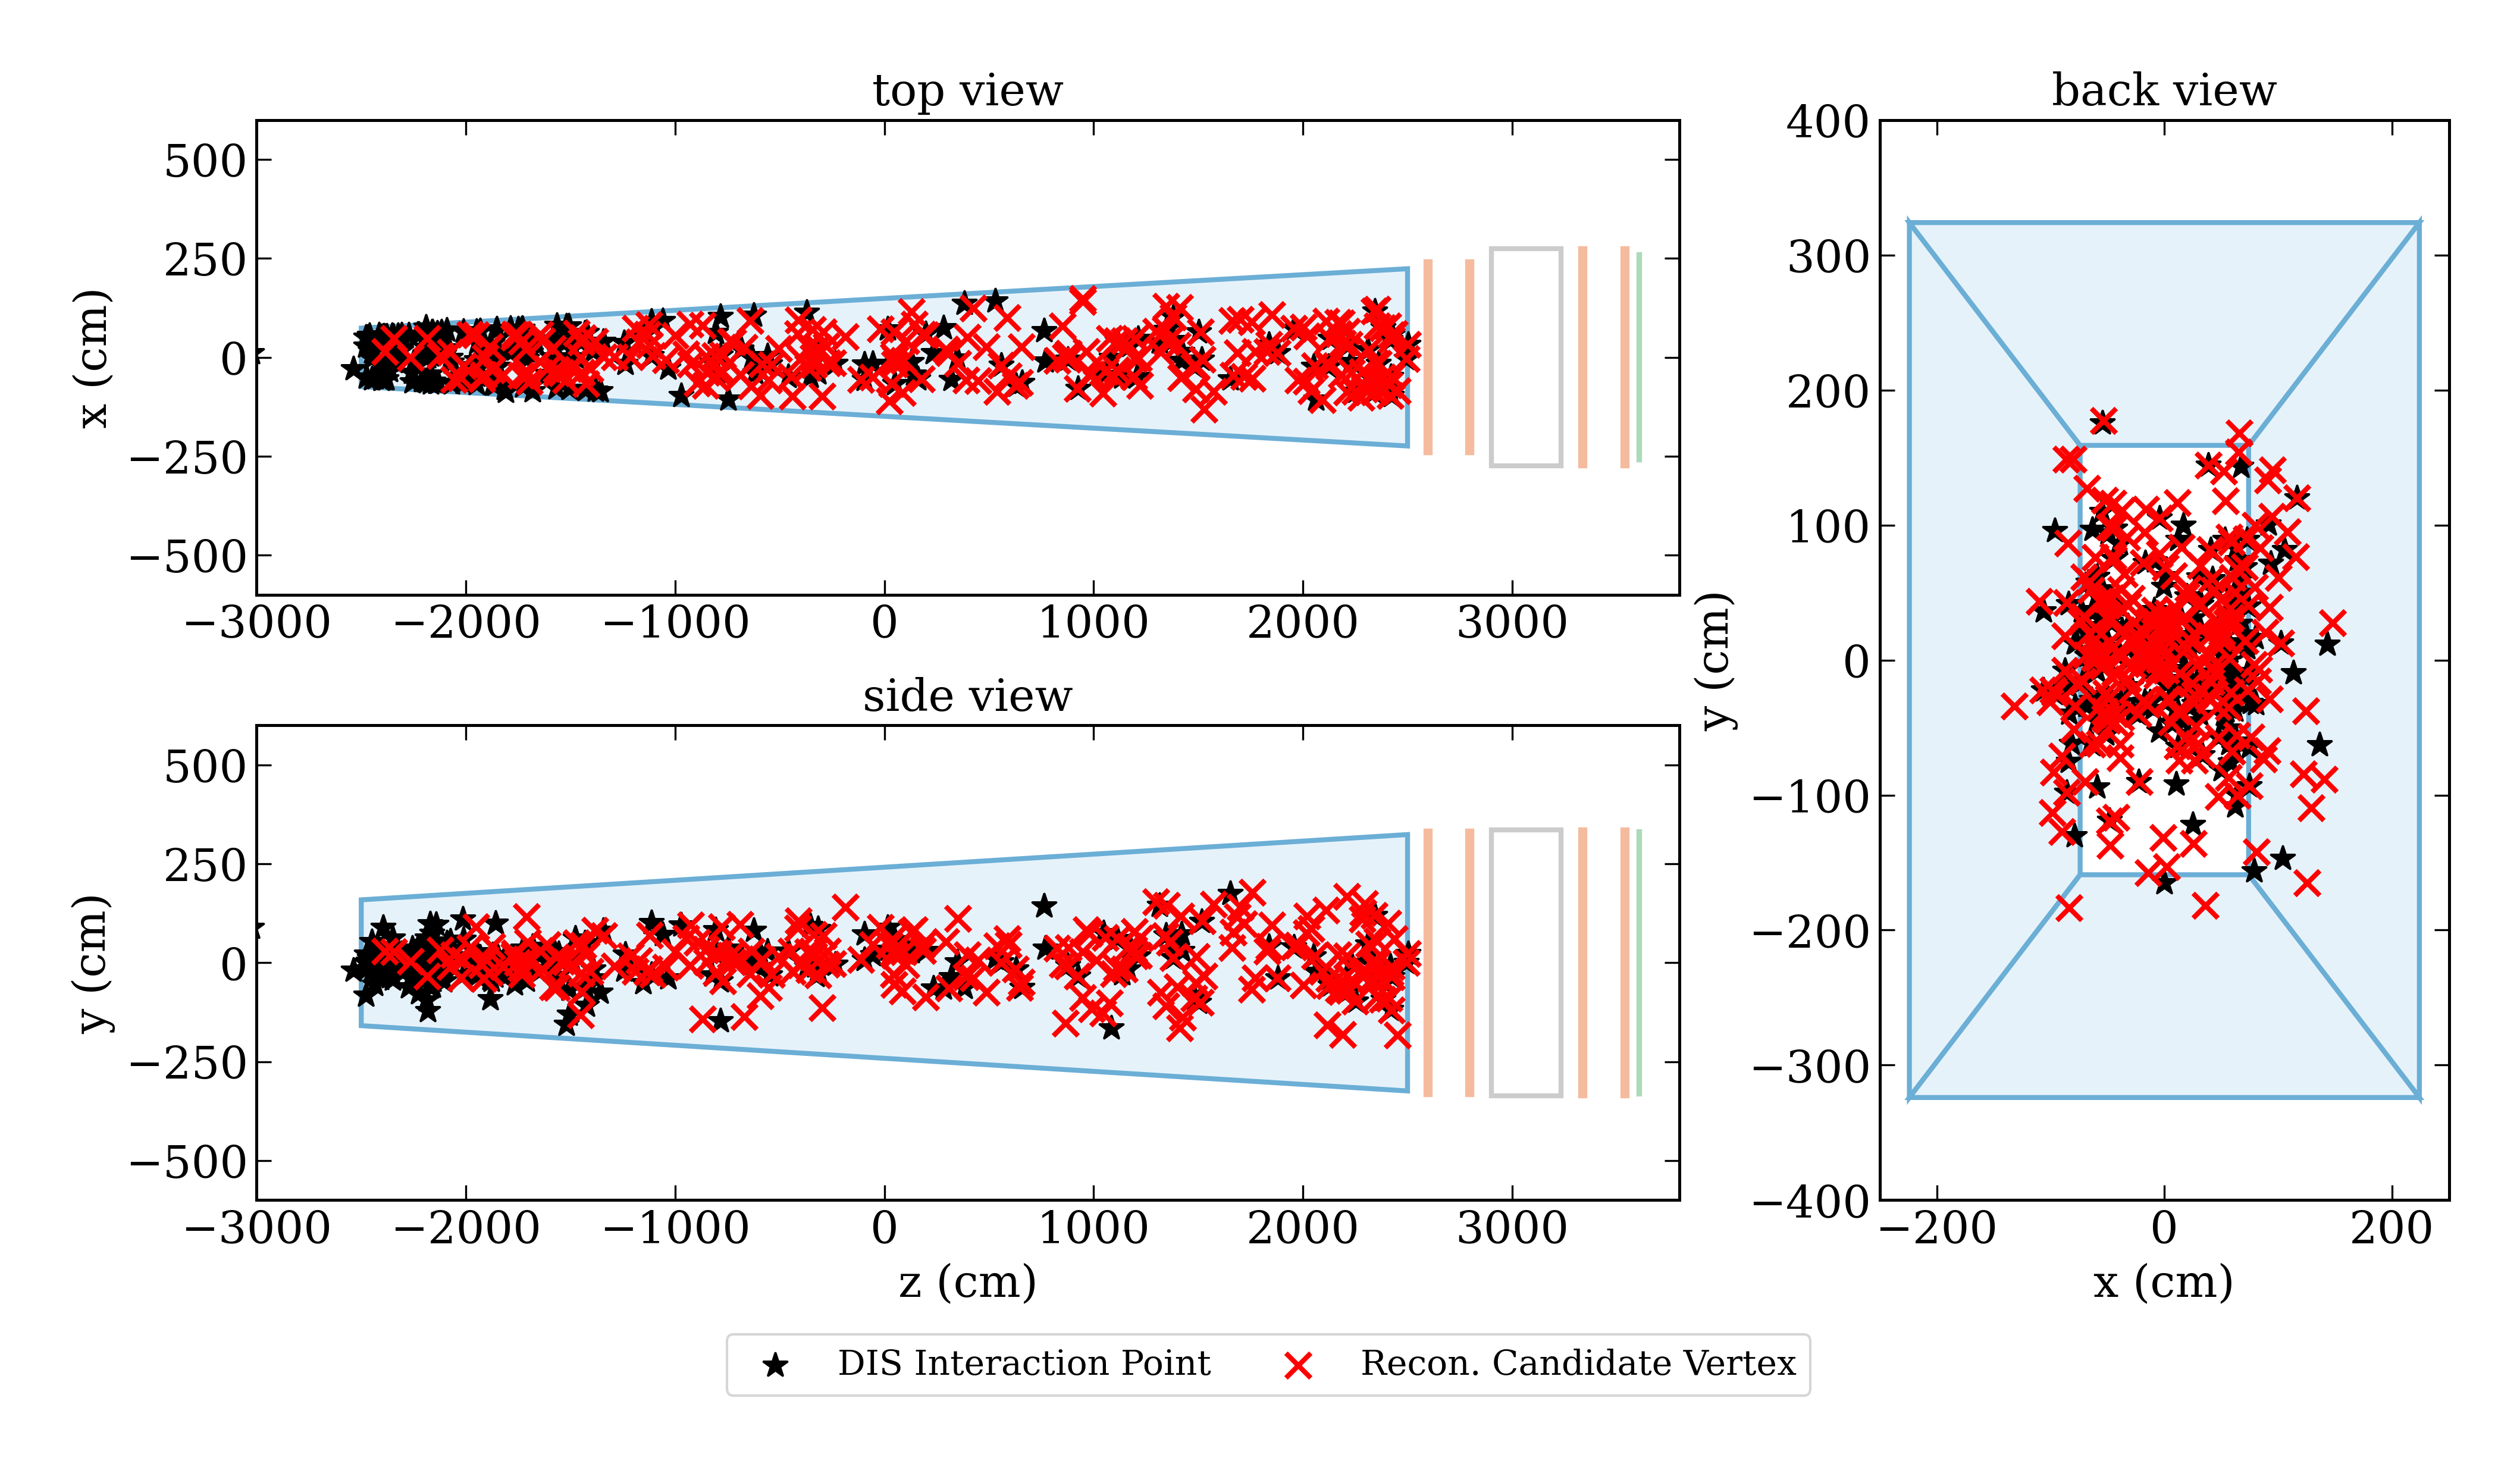 top view
500
250
0
−250
−500
x (cm)
−3000 −2000 −1000 0 1000 2000 3000
side view
500
250
0
−250
−500
y (cm)
−3000 −2000 −1000 0 1000 2000 3000
z (cm)
back view
400
300
200
100
0
−100
−200
−300
−400
y (cm)
−200 0 200
x (cm)
DIS Interaction Point
Recon. Candidate Vertex